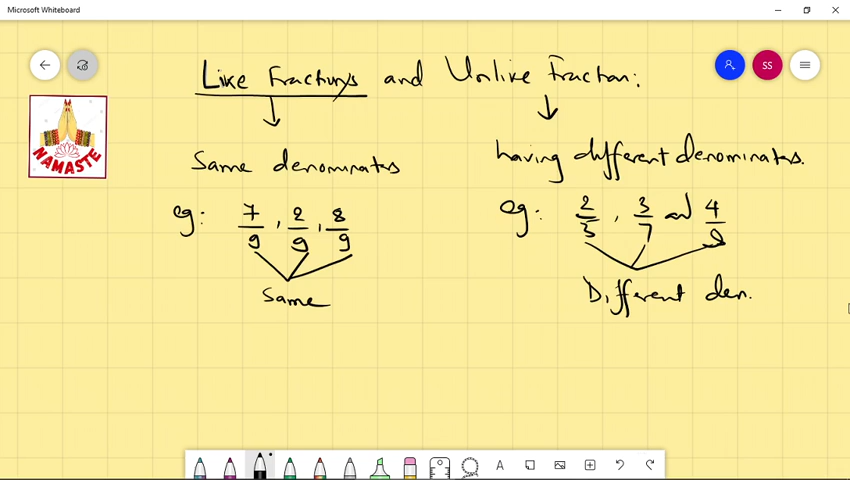 Microsoft Whiteboard
Like Fractions and Unlike Fraction:
SS
NAMASTE
Same denominators
having different denominators.
eg: 7/9, 2/9, 8/9
eg: 2/3, 3/7 and 4/9
Same
Different den.
A